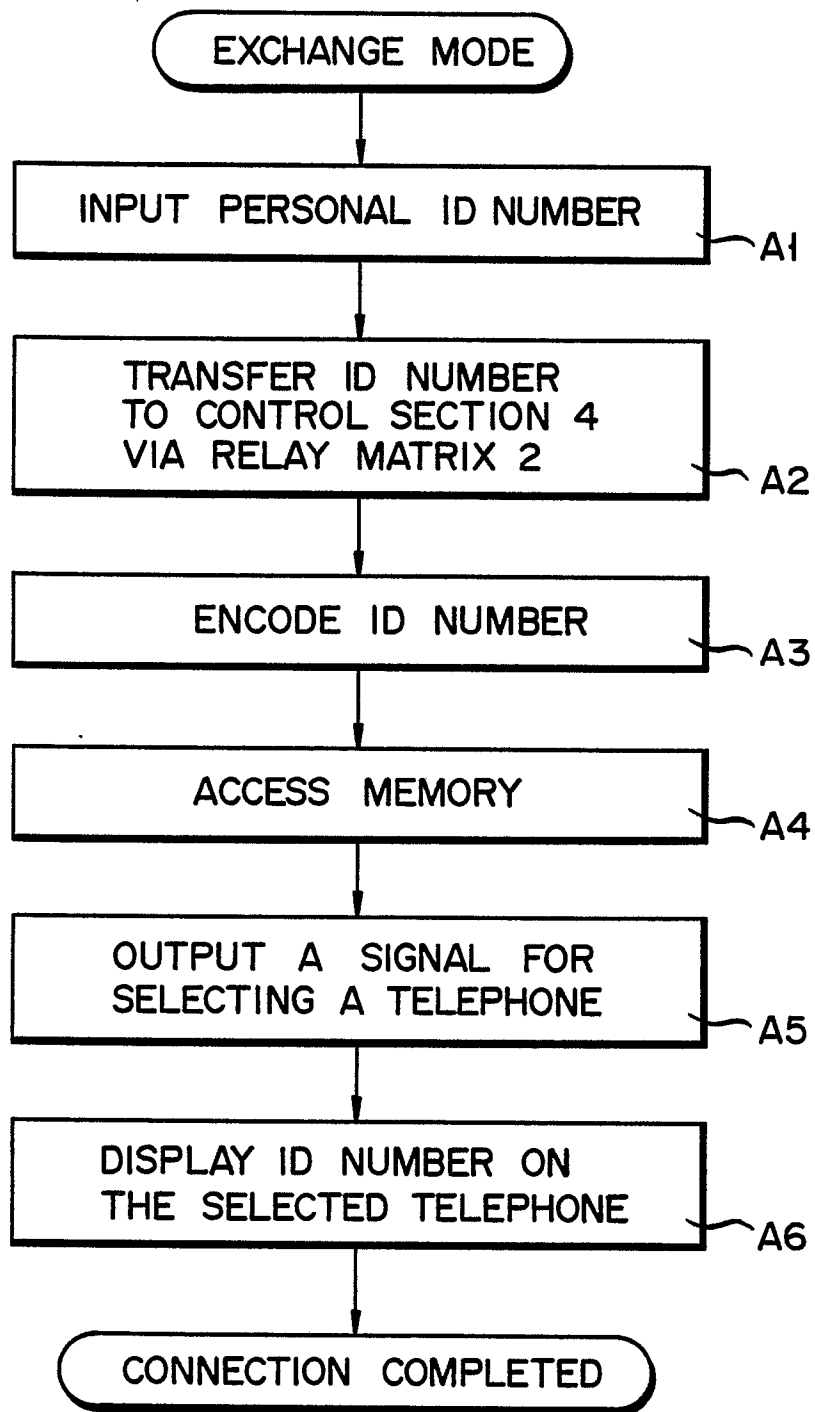 EXCHANGE MODE
INPUT PERSONAL ID NUMBER
A1
TRANSFER ID NUMBER
TO CONTROL SECTION 4
VIA RELAY MATRIX 2
A2
ENCODE ID NUMBER
A3
ACCESS MEMORY
A4
OUTPUT A SIGNAL FOR
SELECTING A TELEPHONE
A5
DISPLAY ID NUMBER ON
THE SELECTED TELEPHONE
A6
CONNECTION COMPLETED